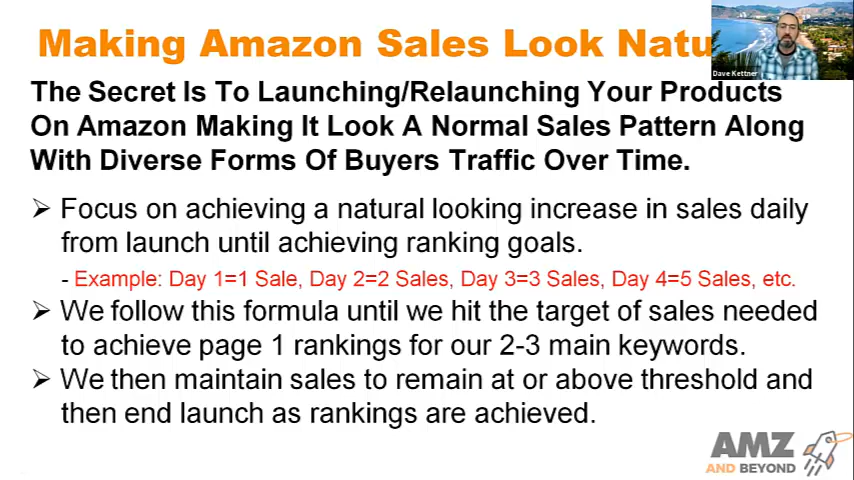 Making Amazon Sales Look Natu
Dave Kettner
The Secret Is To Launching/Relaunching Your Products
On Amazon Making It Look A Normal Sales Pattern Along
With Diverse Forms Of Buyers Traffic Over Time.
➢ Focus on achieving a natural looking increase in sales daily
from launch until achieving ranking goals.
- Example: Day 1=1 Sale, Day 2=2 Sales, Day 3=3 Sales, Day 4=5 Sales, etc.
➢ We follow this formula until we hit the target of sales needed
to achieve page 1 rankings for our 2-3 main keywords.
➢ We then maintain sales to remain at or above threshold and
then end launch as rankings are achieved.
AMZ
AND BEYOND